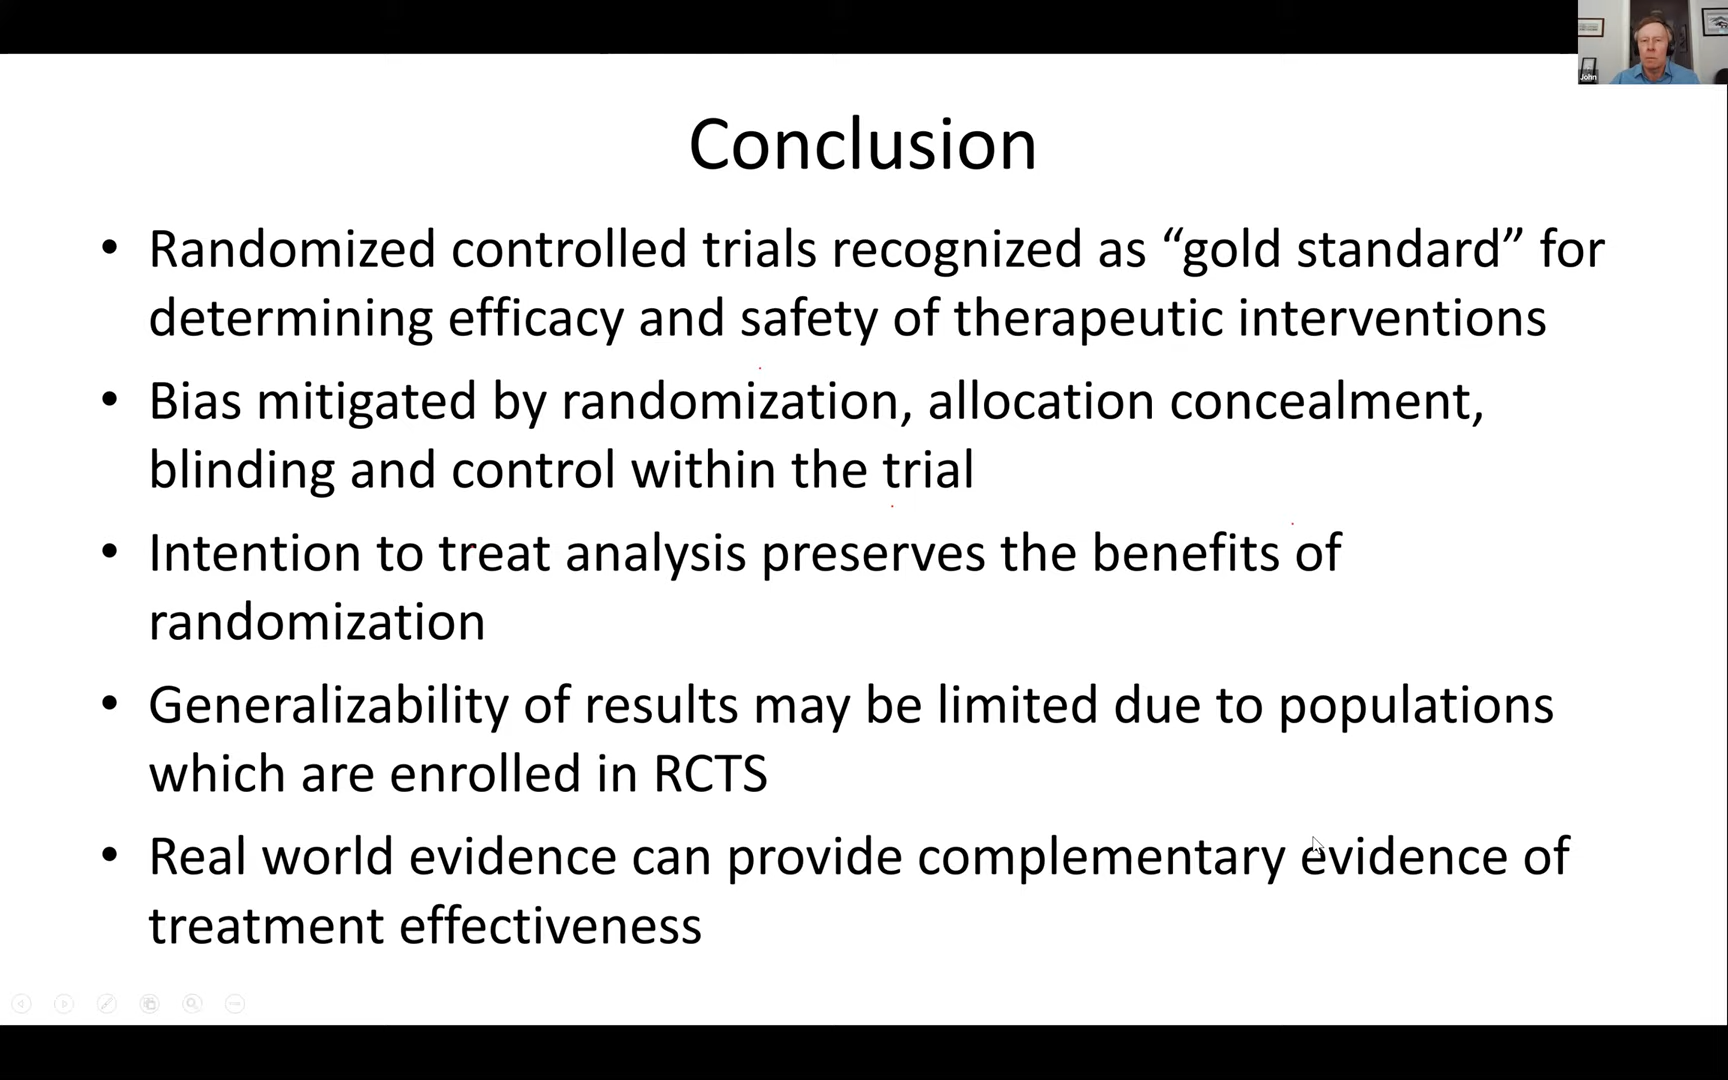 John
Conclusion
• Randomized controlled trials recognized as “gold standard” for
determining efficacy and safety of therapeutic interventions
• Bias mitigated by randomization, allocation concealment,
blinding and control within the trial
• Intention to treat analysis preserves the benefits of
randomization
• Generalizability of results may be limited due to populations
which are enrolled in RCTS
• Real world evidence can provide complementary evidence of
treatment effectiveness